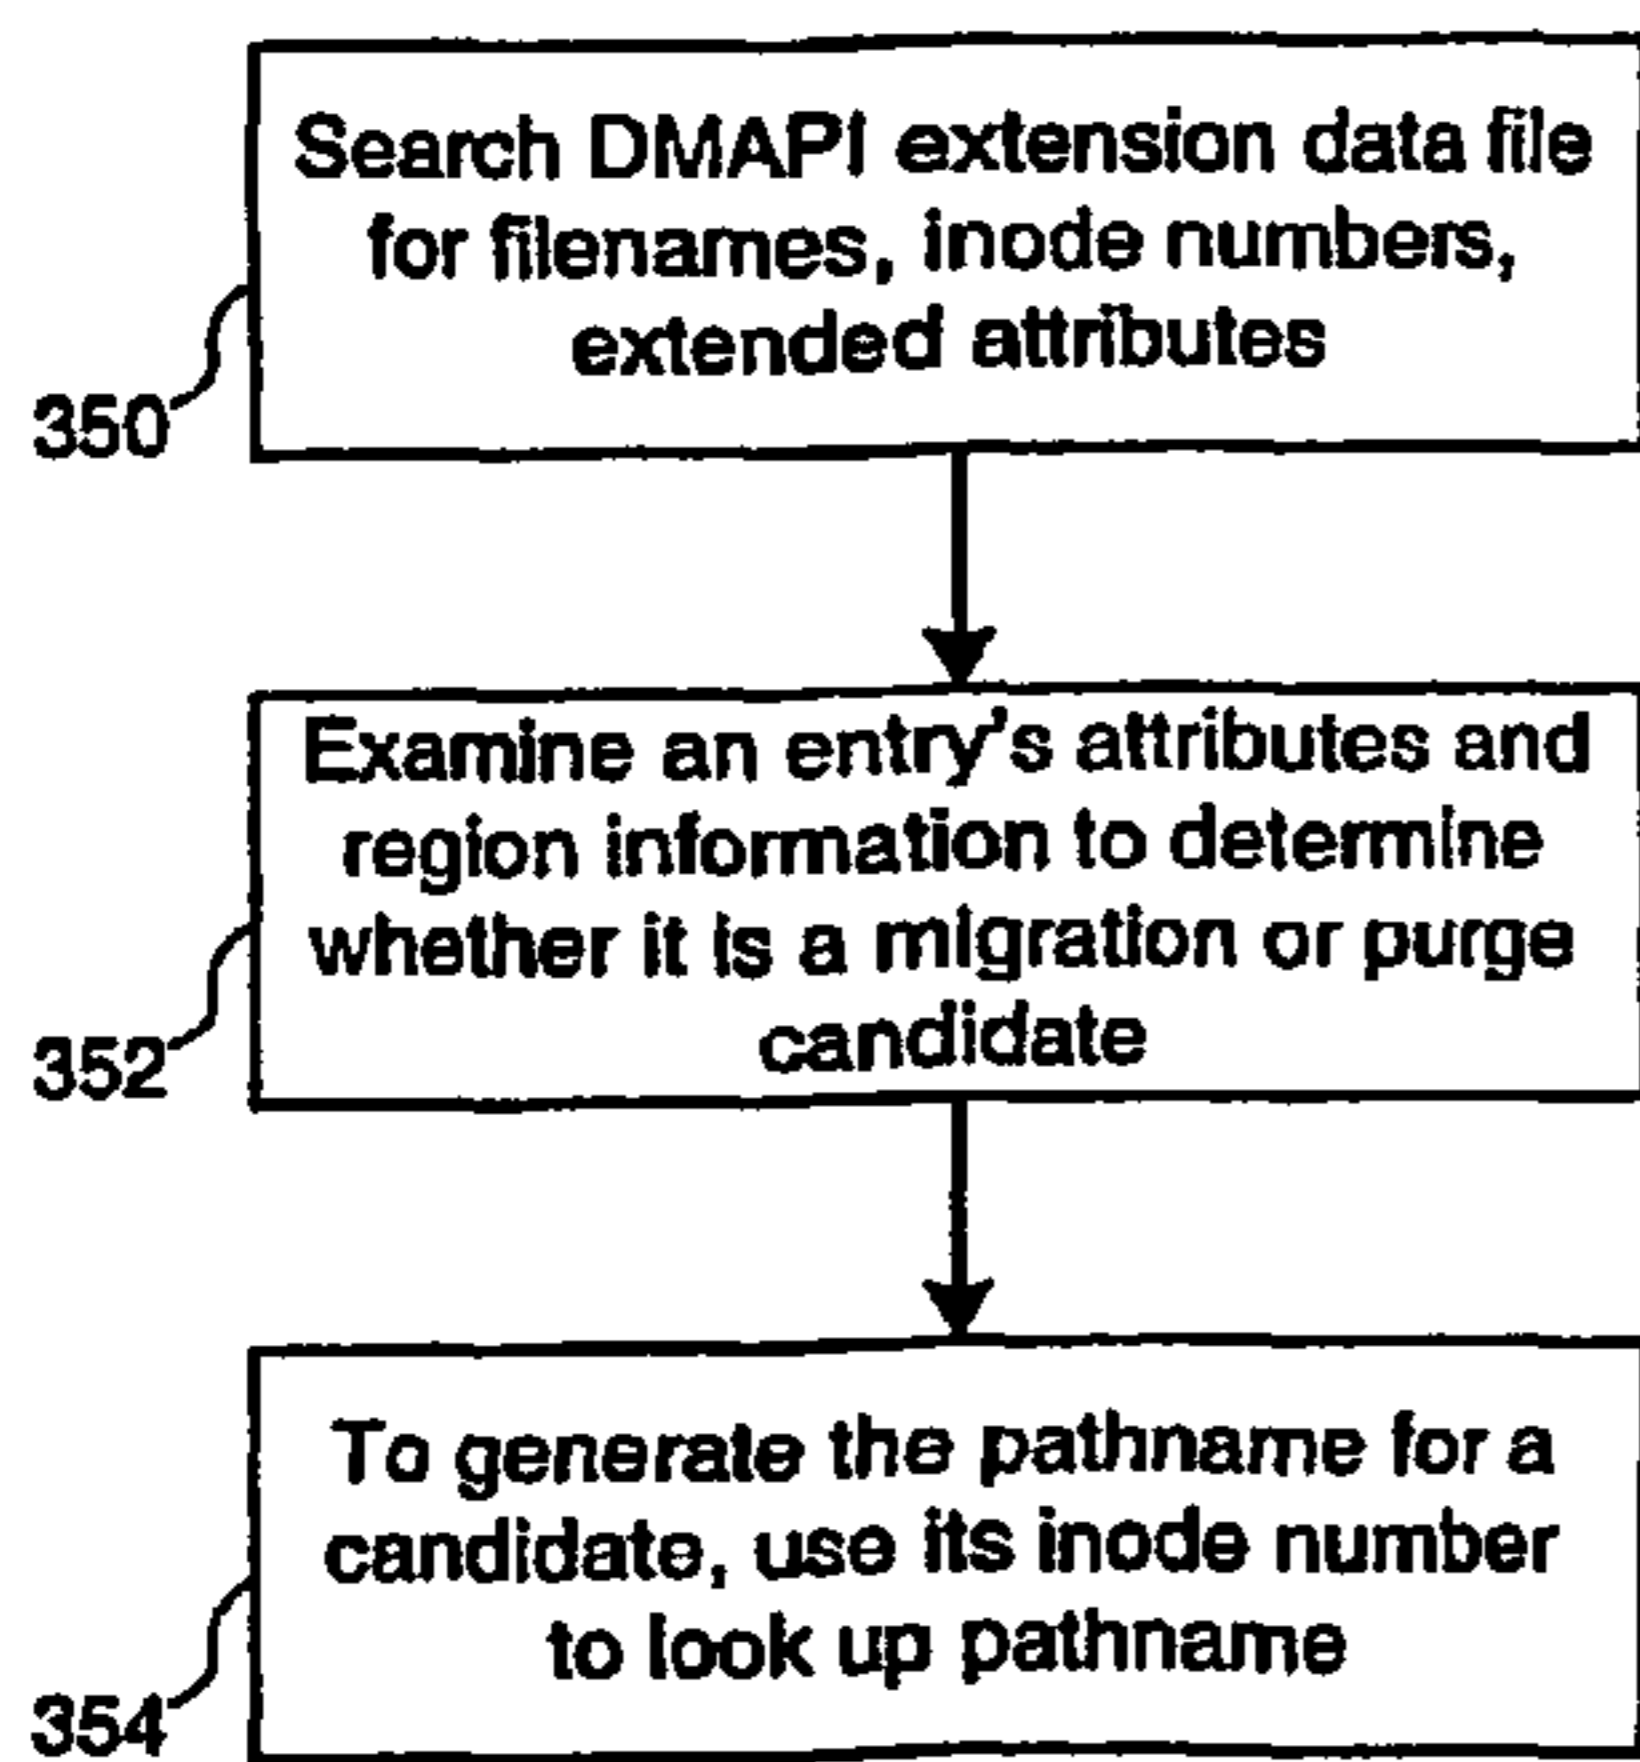 Search DMAPI extension data file
for filenames, inode numbers,
extended attributes
350
Examine an entry's attributes and
region information to determine
whether it is a migration or purge
candidate
352
To generate the pathname for a
candidate, use its inode number
to look up pathname
354